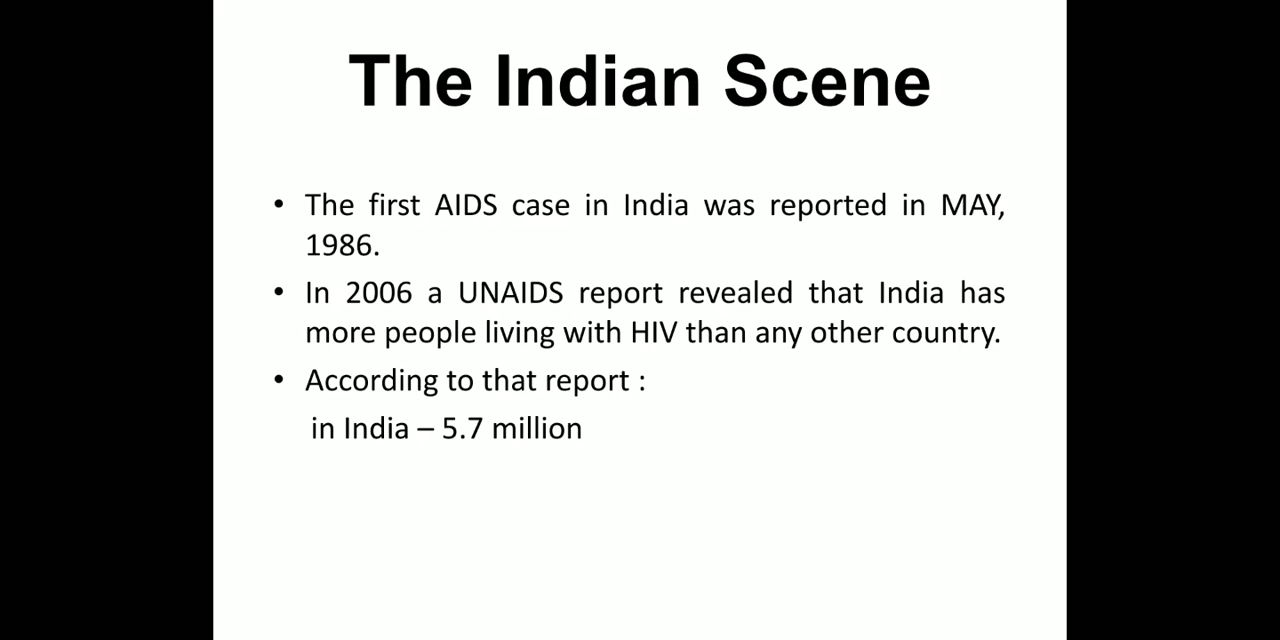 The Indian Scene
• The first AIDS case in India was reported in MAY,
1986.
• In 2006 a UNAIDS report revealed that India has
more people living with HIV than any other country.
• According to that report :
in India – 5.7 million